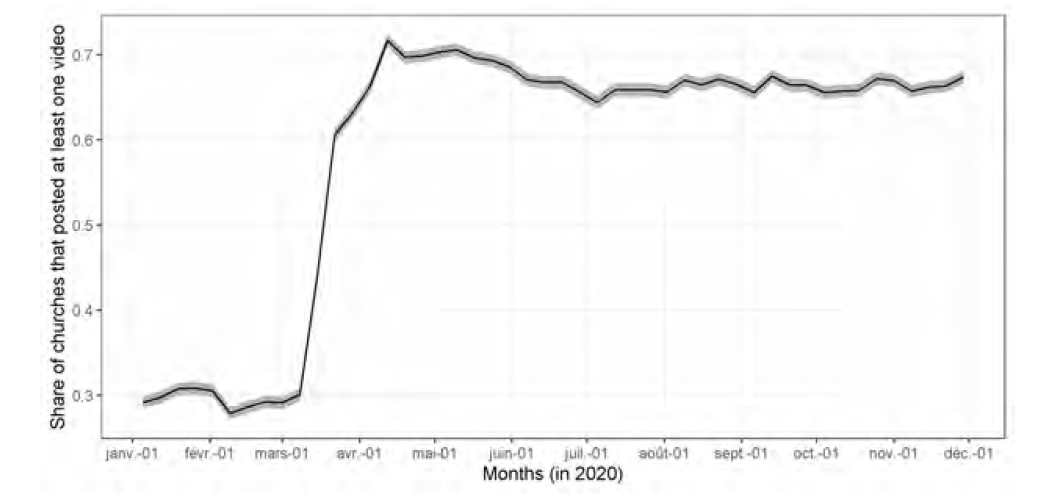 Share of churches that posted at least one video
0.7
0.6
0.5
0.4
0.3
janv.-01 févr.-01 mars-01 avr.-01 mai-01 juin-01 juil.-01 août-01 sept.-01 oct.-01 nov.-01 déc.-01
Months (in 2020)